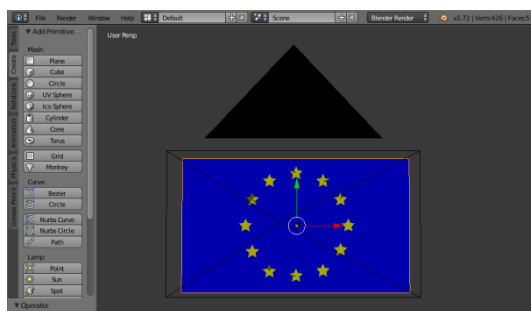 File Render Window Help Default Scene Blender Render v2.72 | Verts:426 | Faces:5
Tools
Create
Relations
Animation
Physics
Grease Pencil
▼ Add Primitive
User Persp
Mesh:
Plane
Cube
Circle
UV Sphere
Ico Sphere
Cylinder
Cone
Torus
Grid
Monkey
Curve:
Bezier
Circle
Nurbs Curve
Nurbs Circle
Path
Lamp:
Point
Sun
Spot
▼ Operator